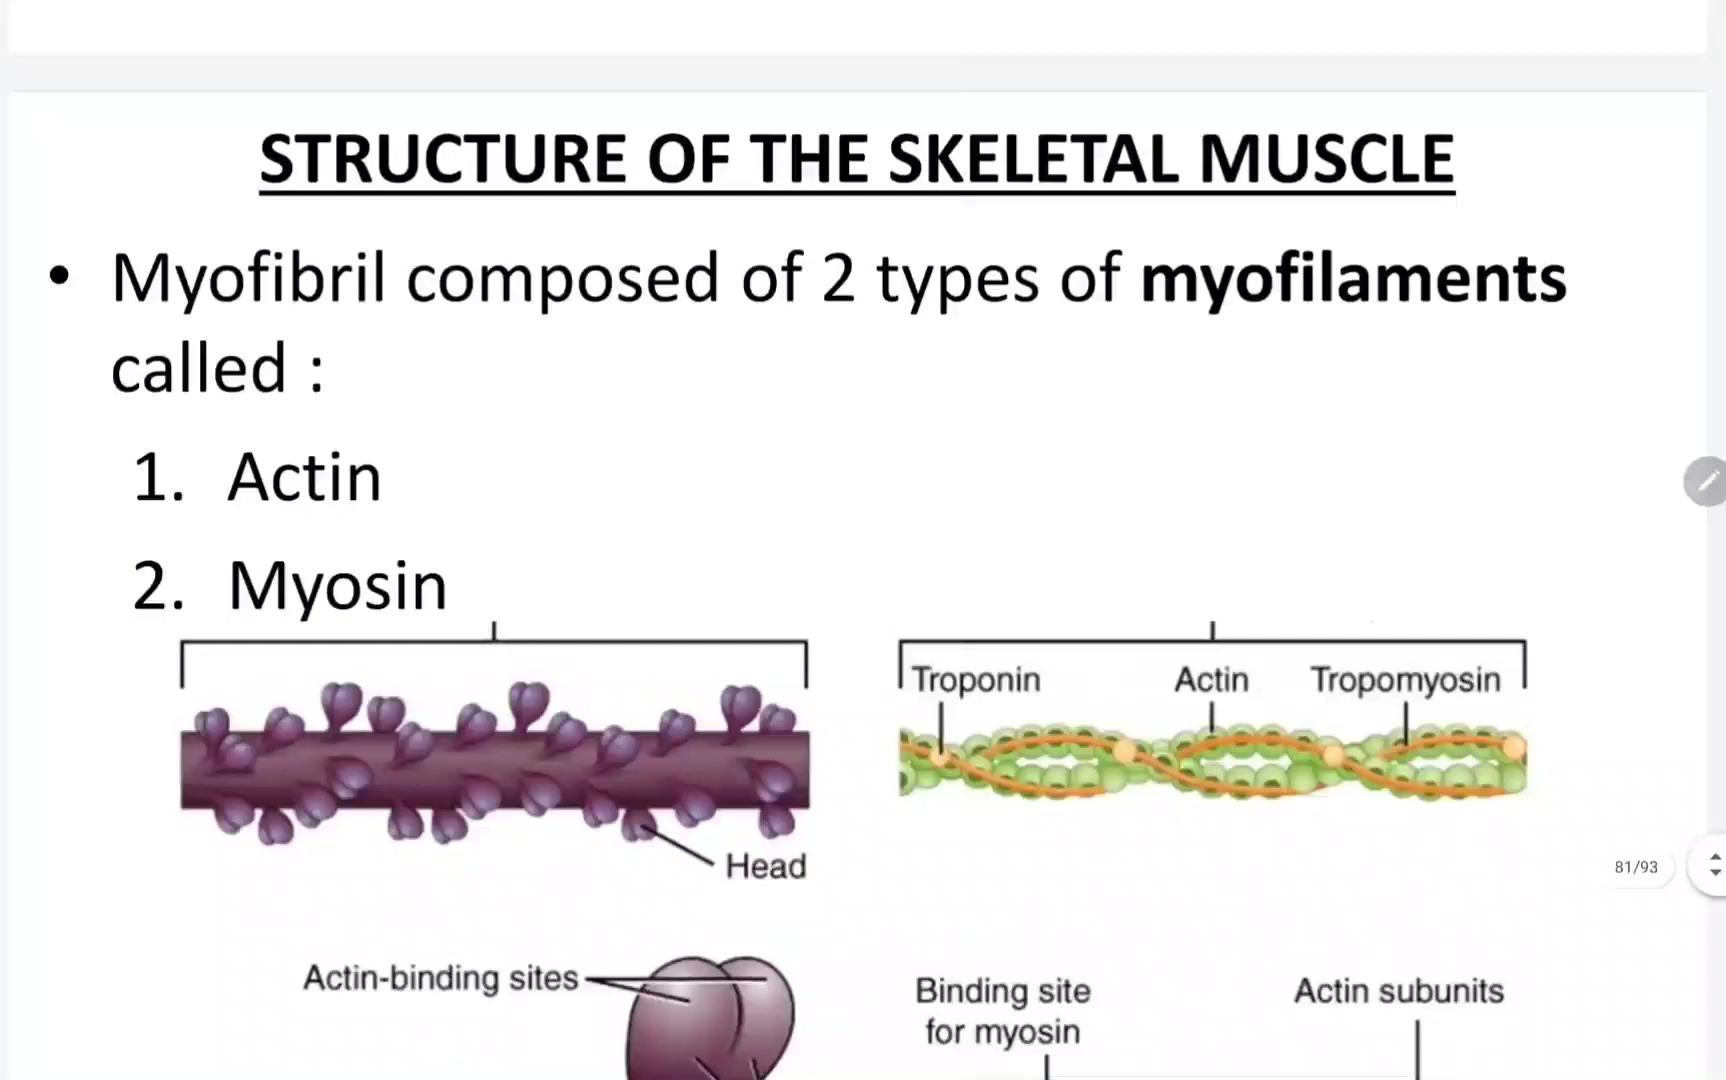 STRUCTURE OF THE SKELETAL MUSCLE
• Myofibril composed of 2 types of myofilaments
called :
1. Actin
2. Myosin
Troponin Actin Tropomyosin
Head
81/93
Actin-binding sites
Binding site
for myosin
Actin subunits